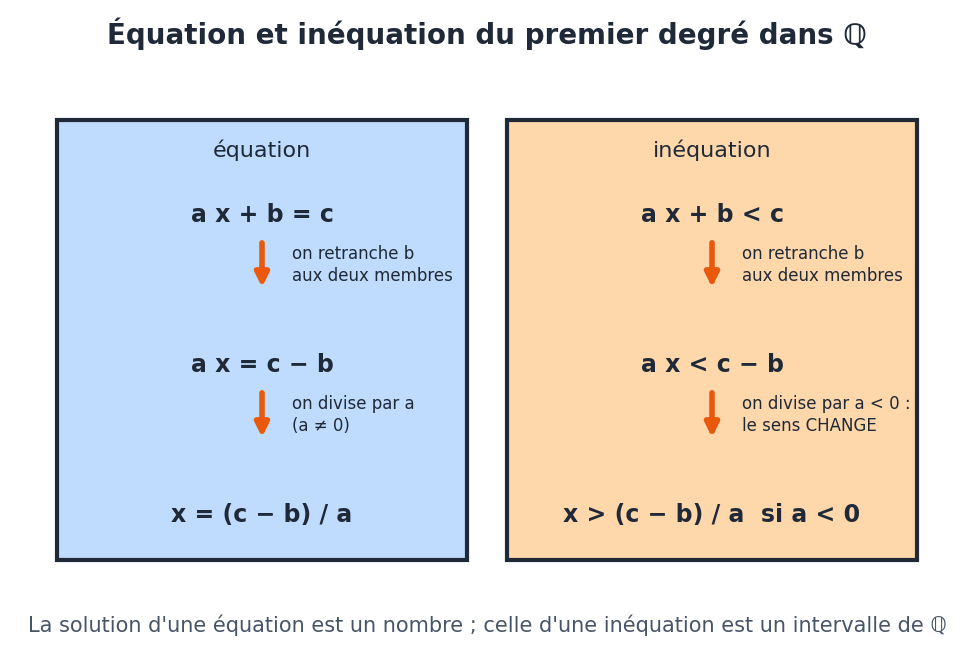 Équation et inéquation du premier degré dans ℚ
équation
a x + b = c
on retranche b
aux deux membres
a x = c − b
on divise par a
(a ≠ 0)
x = (c − b) / a
inéquation
a x + b < c
on retranche b
aux deux membres
a x < c − b
on divise par a < 0 :
le sens CHANGE
x > (c − b) / a  si a < 0
La solution d'une équation est un nombre ; celle d'une inéquation est un intervalle de ℚ